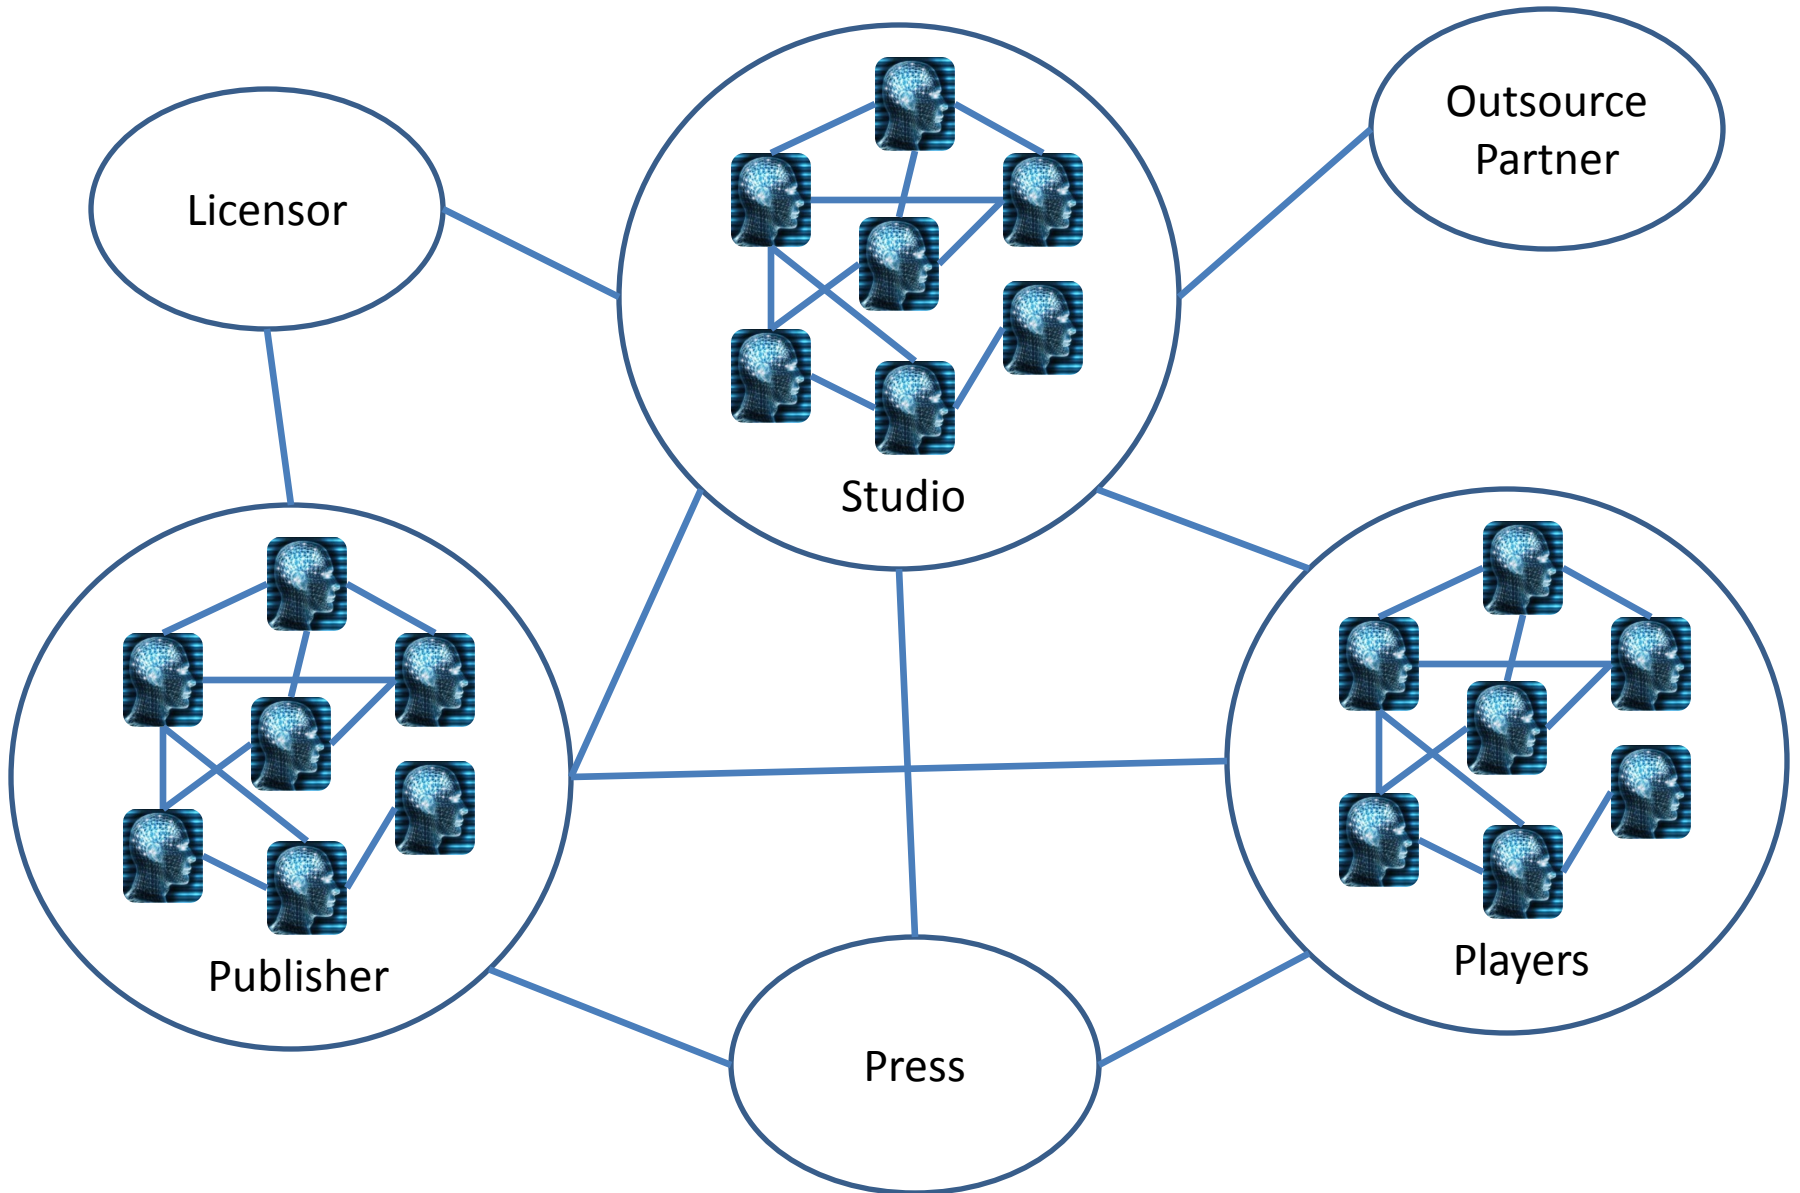 Outsource
Partner
Licensor
Studio
Players
Publisher
Press